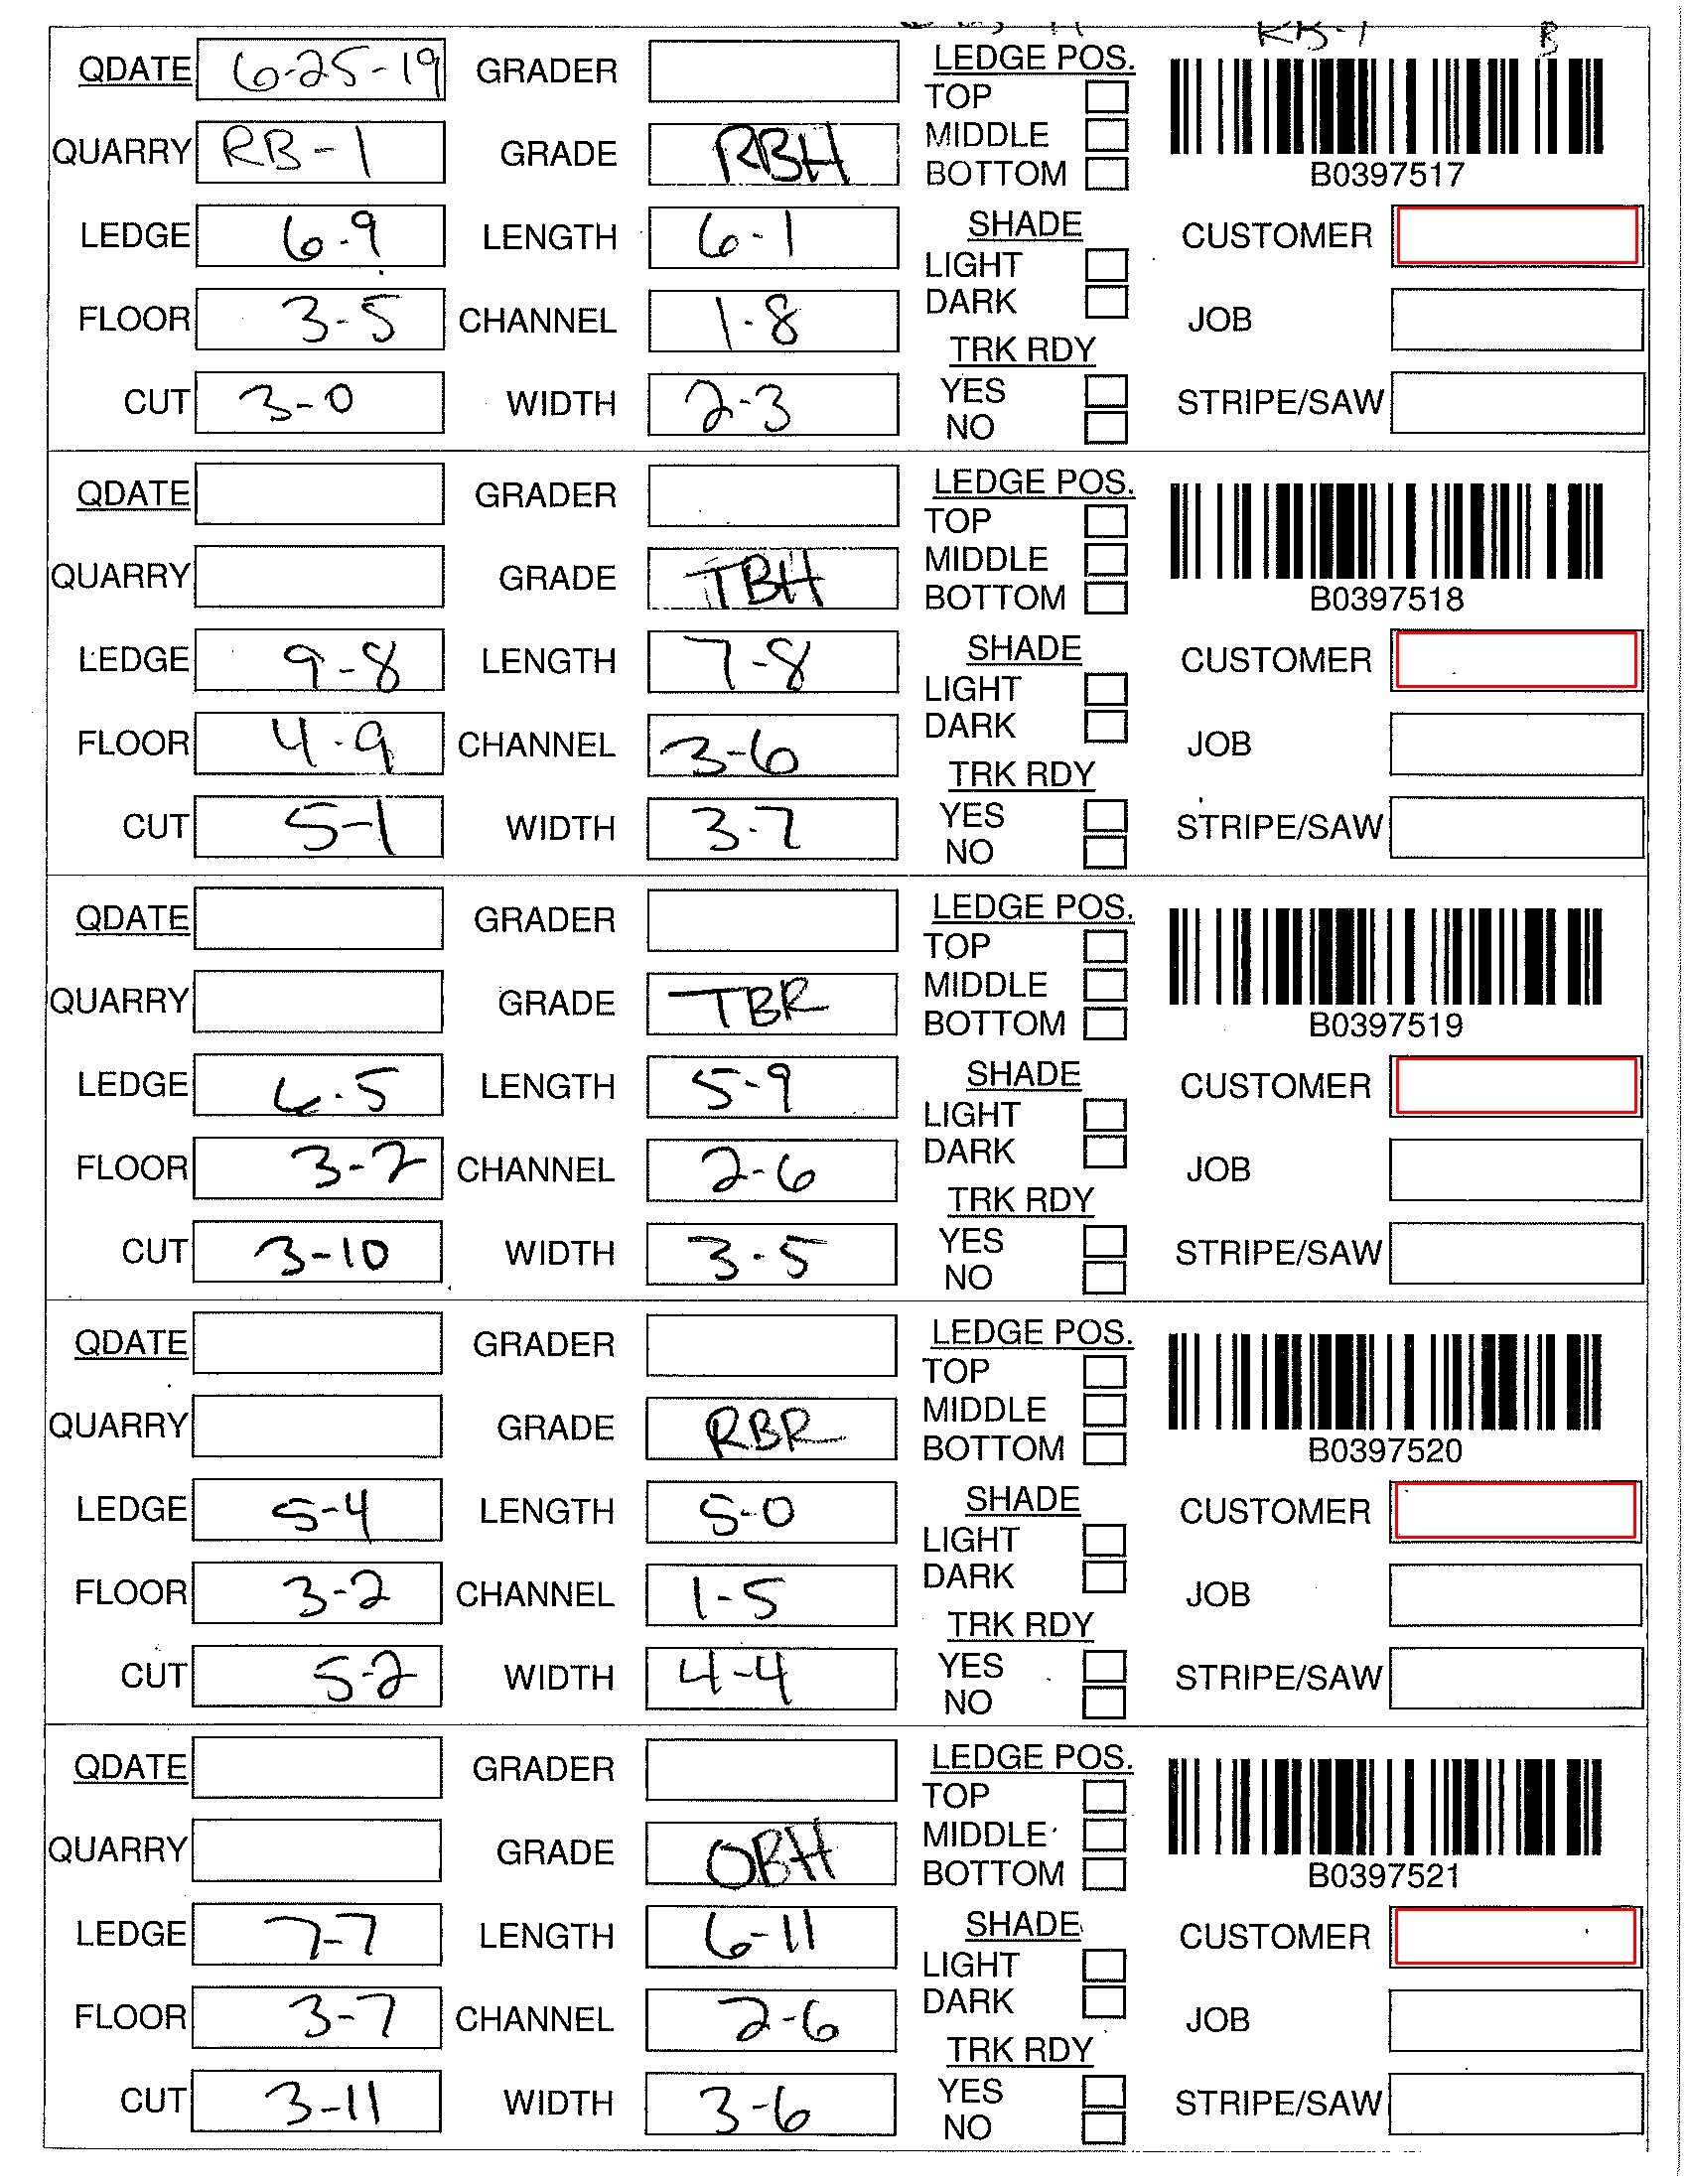 RB-1 B
QDATE 6-25-19 GRADER LEDGE POS.
TOP
QUARRY RB-1 GRADE RBH MIDDLE
BOTTOM B0397517
LEDGE 6-9 LENGTH 6-1 SHADE CUSTOMER
LIGHT
FLOOR 3-5 CHANNEL 1-8 DARK JOB
TRK RDY
CUT 3-0 WIDTH 2-3 YES STRIPE/SAW
NO
QDATE GRADER LEDGE POS.
TOP
QUARRY GRADE TBH MIDDLE
BOTTOM B0397518
LEDGE 9-8 LENGTH 7-8 SHADE CUSTOMER
LIGHT
FLOOR 4-9 CHANNEL 3-6 DARK JOB
TRK RDY
CUT 5-1 WIDTH 3-7 YES STRIPE/SAW
NO
QDATE GRADER LEDGE POS.
TOP
QUARRY GRADE TBR MIDDLE
BOTTOM B0397519
LEDGE 6-5 LENGTH 5-9 SHADE CUSTOMER
LIGHT
FLOOR 3-7 CHANNEL 2-6 DARK JOB
TRK RDY
CUT 3-10 WIDTH 3-5 YES STRIPE/SAW
NO
QDATE GRADER LEDGE POS.
TOP
QUARRY GRADE RBR MIDDLE
BOTTOM B0397520
LEDGE 5-4 LENGTH 5-0 SHADE CUSTOMER
LIGHT
FLOOR 3-2 CHANNEL 1-5 DARK JOB
TRK RDY
CUT 5-2 WIDTH 4-4 YES STRIPE/SAW
NO
QDATE GRADER LEDGE POS.
TOP
QUARRY GRADE OBH MIDDLE
BOTTOM B0397521
LEDGE 7-7 LENGTH 6-11 SHADE CUSTOMER
LIGHT
FLOOR 3-7 CHANNEL 2-6 DARK JOB
TRK RDY
CUT 3-11 WIDTH 3-6 YES STRIPE/SAW
NO